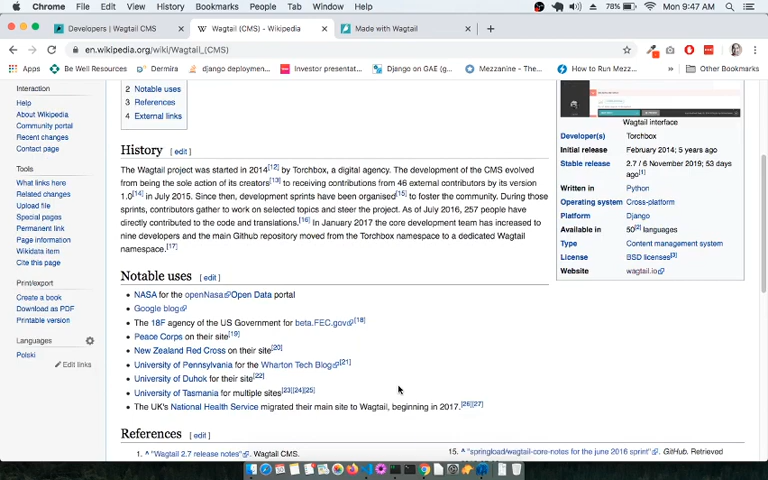 Chrome File Edit View History Bookmarks People Tab Window Help 78% Mon 9:47 AM
Developers | Wagtail CMS
Wagtail (CMS) - Wikipedia
Made with Wagtail
en.wikipedia.org/wiki/Wagtail_(CMS)
Apps Be Well Resources Dermira django deploymen... Investor presentat... Django on GAE (g... Mezzanine - The... How to Run Mezz... » Other Bookmarks
Interaction
Help
About Wikipedia
Community portal
Recent changes
Contact page
Tools
What links here
Related changes
Upload file
Special pages
Permanent link
Page information
Wikidata item
Cite this page
Print/export
Create a book
Download as PDF
Printable version
Languages
Polski
Edit links
2 Notable uses
3 References
4 External links
History [ edit ]
The Wagtail project was started in 2014[12] by Torchbox, a digital agency. The development of the CMS evolved
from being the sole action of its creators[13] to receiving contributions from 46 external contributors by its version
1.0[14] in July 2015. Since then, development sprints have been organised[15] to foster the community. During those
sprints, contributors gather to work on selected topics and steer the project. As of July 2016, 257 people have
directly contributed to the code and translations.[16] In January 2017 the core development team has increased to
nine developers and the main Github repository moved from the Torchbox namespace to a dedicated Wagtail
namespace.[17]
Notable uses [ edit ]
• NASA for the openNasa Open Data portal
• Google blog
• The 18F agency of the US Government for beta.FEC.gov [18]
• Peace Corps on their site[19]
• New Zealand Red Cross on their site[20]
• University of Pennsylvania for the Wharton Tech Blog [21]
• University of Duhok for their site[22]
• University of Tasmania for multiple sites[23][24][25]
• The UK's National Health Service migrated their main site to Wagtail, beginning in 2017.[26][27]
References [ edit ]
1. ^ "Wagtail 2.7 release notes". Wagtail CMS.
15. ^ "springload/wagtail-core-notes for the june 2016 sprint". GitHub. Retrieved
Wagtail interface
Developer(s) Torchbox
Initial release February 2014; 5 years ago
Stable release 2.7 / 6 November 2019; 53 days
ago[1]
Written in Python
Operating system Cross-platform
Platform Django
Available in 50[2] languages
Type Content management system
License BSD licenses[3]
Website wagtail.io